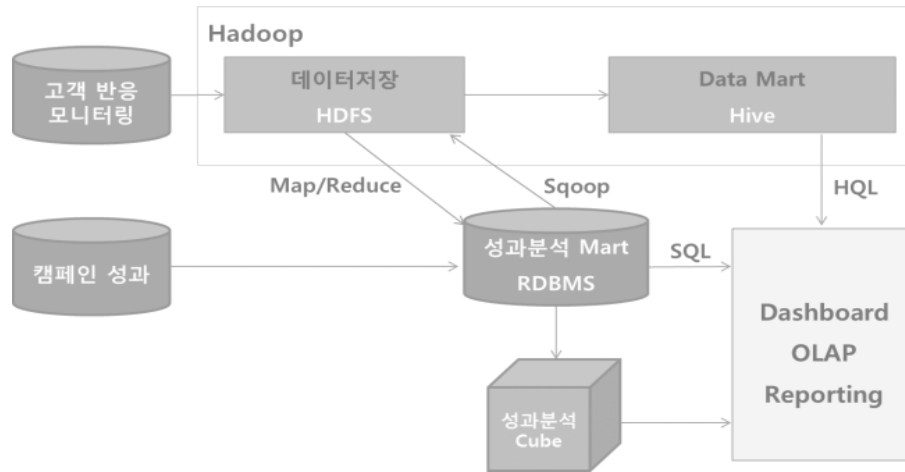 Hadoop
고객 반응
모니터링
데이터저장
HDFS
Data Mart
Hive
Map/Reduce
Sqoop
HQL
캠페인 성과
성과분석 Mart
RDBMS
SQL
Dashboard
OLAP
Reporting
성과분석
Cube